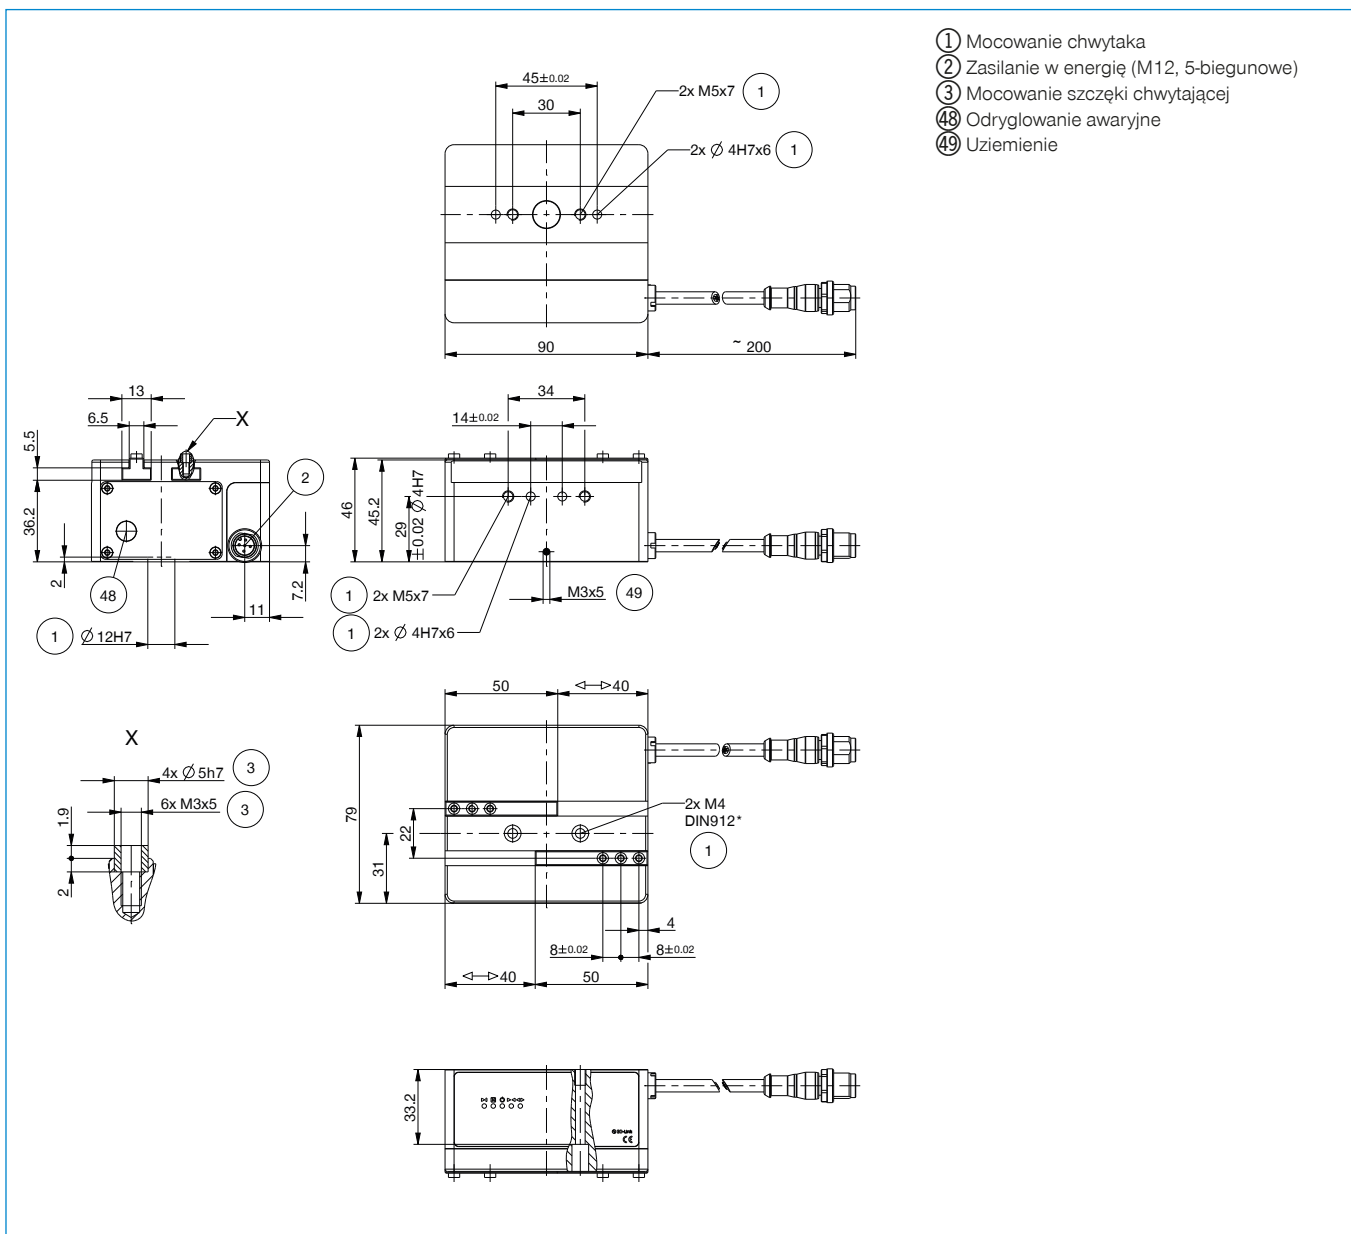 ① Mocowanie chwytaka
② Zasilanie w energię (M12, 5-biegunowe)
③ Mocowanie szczęki chwytającej
㊽ Odryglowanie awaryjne
㊾ Uziemienie
45±0.02
30
2x M5x7 1
2x Ø 4H7x6 1
90
~ 200
13
6.5
X
5.5
36.2
2
2
48
7.2
11
1 Ø 12H7
34
14±0.02
46
45.2
29
±0.02 Ø 4H7
1 2x M5x7
M3x5 49
1 2x Ø 4H7x6
50
40
X
4x Ø 5h7 3
6x M3x5 3
1.9
2
79
22
31
2x M4
DIN912*
1
4
8±0.02
8±0.02
40
50
33.2
IO-Link
CE